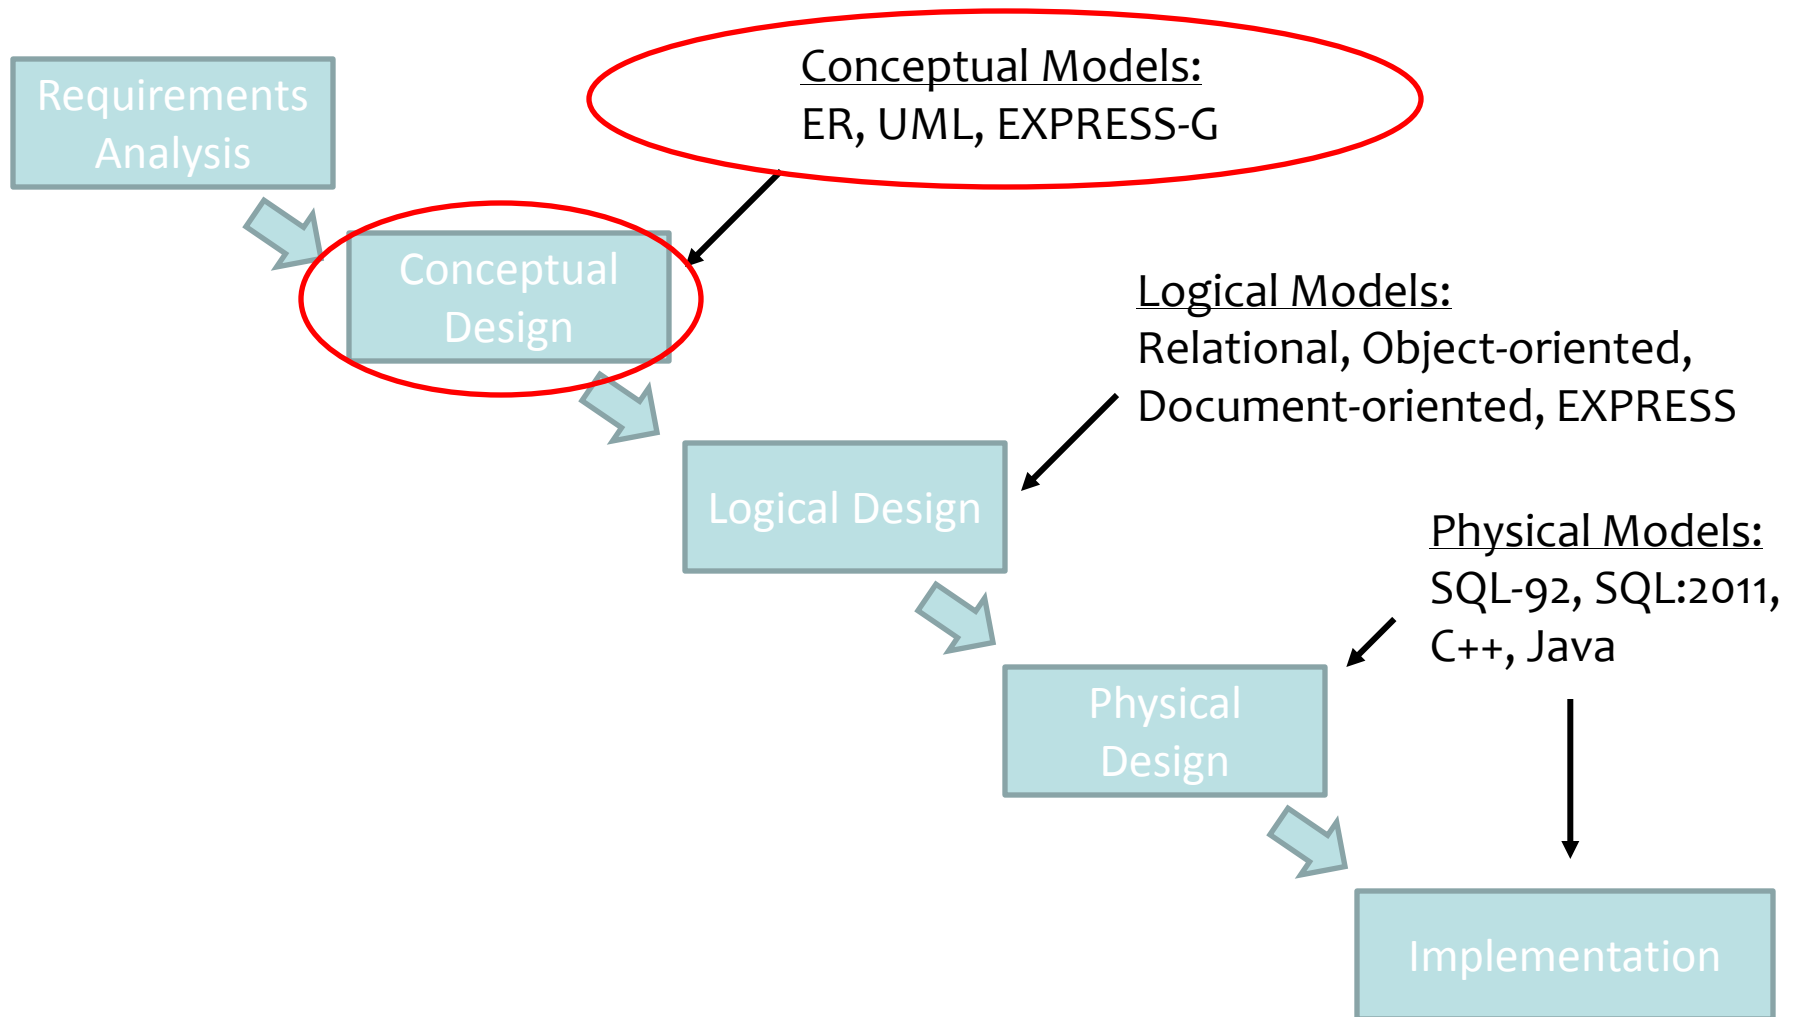 Requirements
Analysis
Conceptual Models:
ER, UML, EXPRESS-G
Conceptual
Design
Logical Models:
Relational, Object-oriented,
Document-oriented, EXPRESS
Logical Design
Physical Models:
SQL-92, SQL:2011,
C++, Java
Physical
Design
Implementation